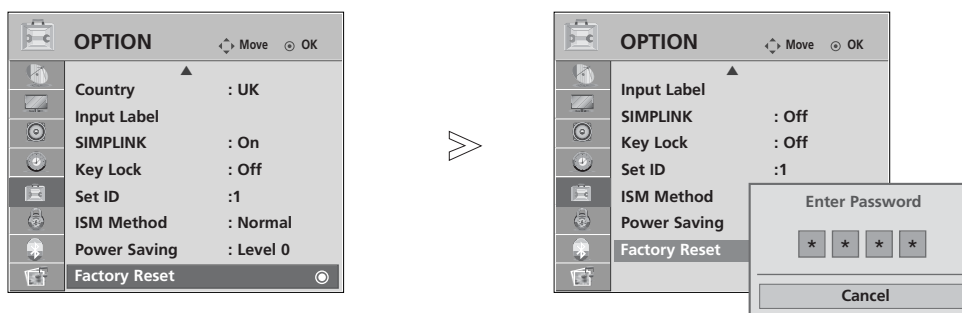 OPTION Move OK
Country : UK
Input Label
SIMPLINK : On
Key Lock : Off
Set ID :1
ISM Method : Normal
Power Saving : Level 0
Factory Reset
OPTION Move OK
Input Label
SIMPLINK : Off
Key Lock : Off
Set ID :1
ISM Method
Power Saving
Factory Reset
Enter Password
* * * *
Cancel